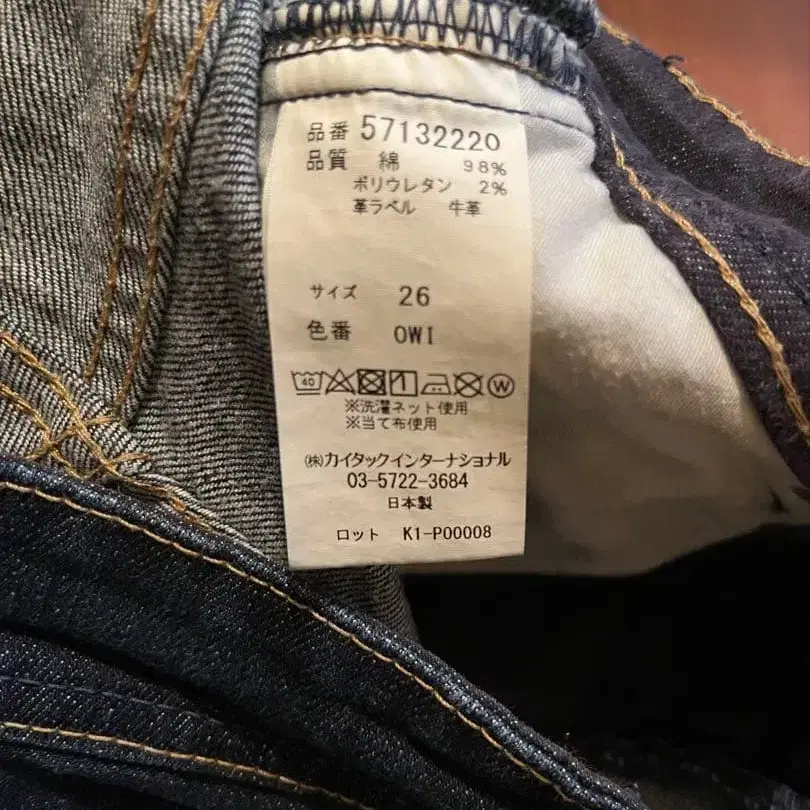 品番 57132220
品質 綿 98%
ポリウレタン 2%
革ラベル 牛革
サイズ 26
色番 OWI
40 1 W
※洗濯ネット使用
※当て布使用
㈱カイタックインターナショナル
03-5722-3684
日本製
ロット K1-P00008